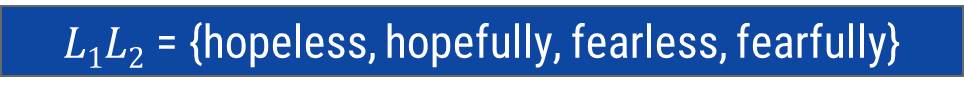 L₁L₂ = {hopeless, hopefully, fearless, fearfully}